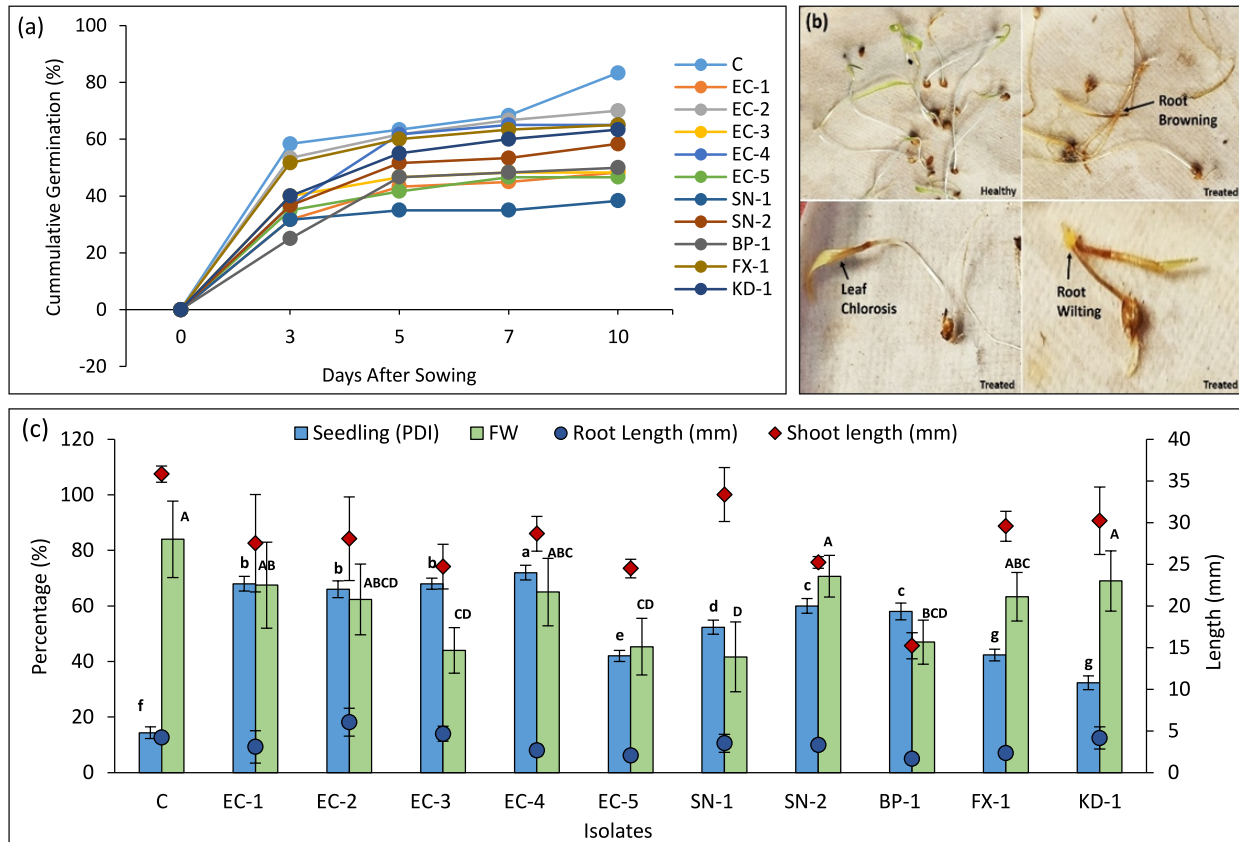 (a)
Cummulative Germination (%)
100
80
60
40
20
0
-20
0 3 5 7 10
Days After Sowing
C
EC-1
EC-2
EC-3
EC-4
EC-5
SN-1
SN-2
BP-1
FX-1
KD-1
(b)
Healthy
Root
Browning
Treated
Leaf
Chlorosis
Treated
Root
Wilting
Treated
(c)
Seedling (PDI) FW Root Length (mm) Shoot length (mm)
Percentage (%)
120
100
80
60
40
20
0
f A b AB b ABCD b CD a ABC e CD d D c A c BCD g ABC g A
40
35
30
25
20
15
10
5
0
Length (mm)
C EC-1 EC-2 EC-3 EC-4 EC-5 SN-1 SN-2 BP-1 FX-1 KD-1
Isolates